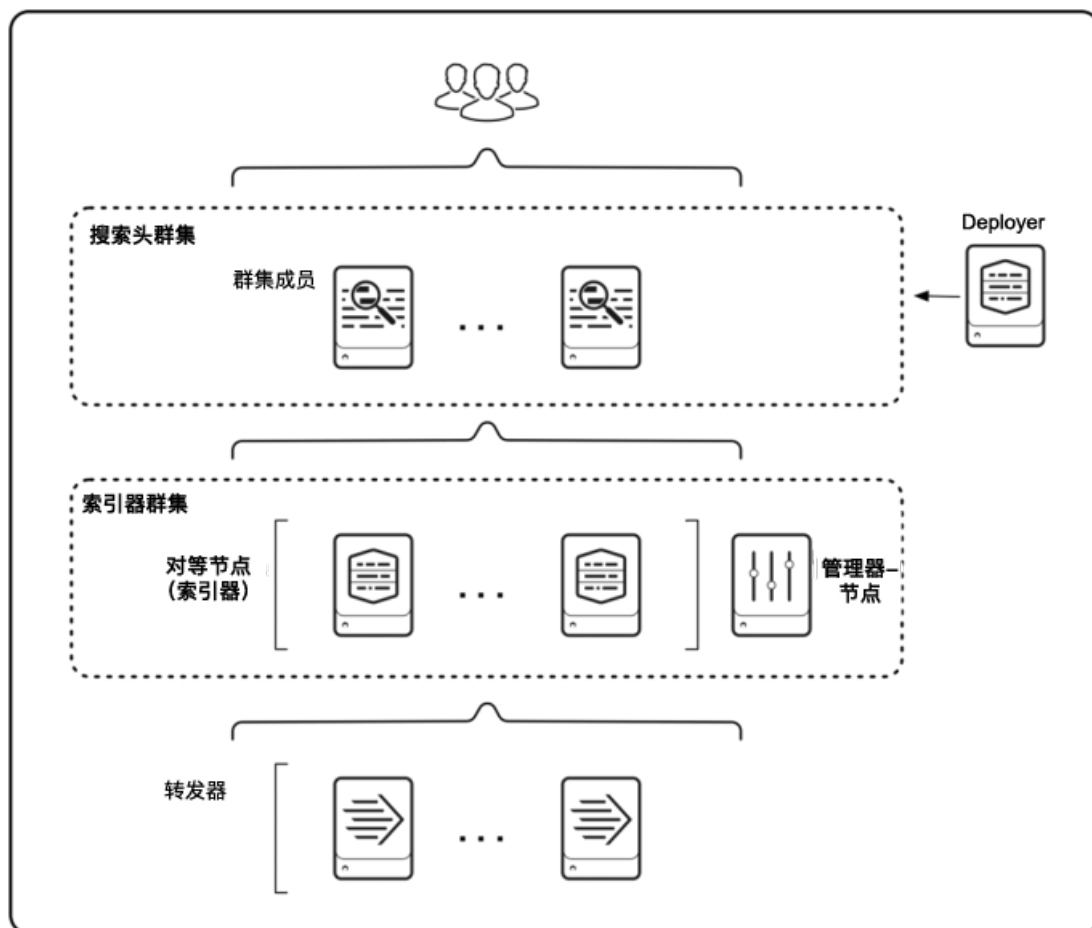 Deployer
搜索头群集
群集成员
...
...
索引器群集
对等节点
(索引器)
...
管理器-
节点
转发器
...